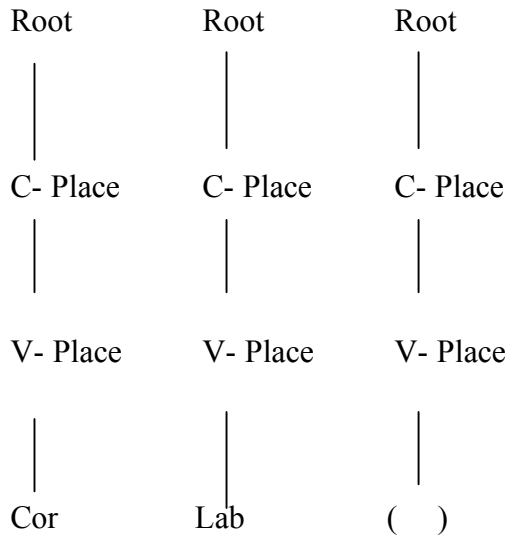 Root Root Root
C- Place C- Place C- Place
V- Place V- Place V- Place
Cor Lab ( )